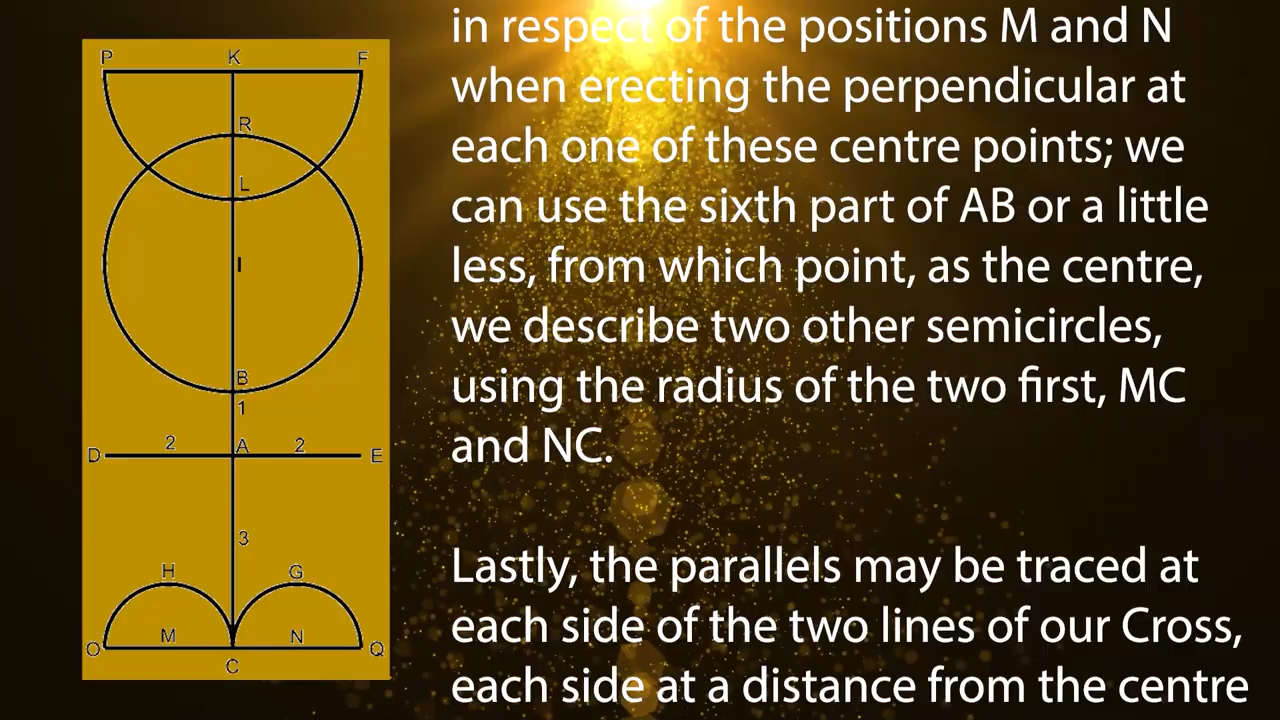 P K F
R
L
I
B
1
D 2 A 2 E
3
H G
O M N Q
C
in respect of the positions M and N
when erecting the perpendicular at
each one of these centre points; we
can use the sixth part of AB or a little
less, from which point, as the centre,
we describe two other semicircles,
using the radius of the two first, MC
and NC.
Lastly, the parallels may be traced at
each side of the two lines of our Cross,
each side at a distance from the centre